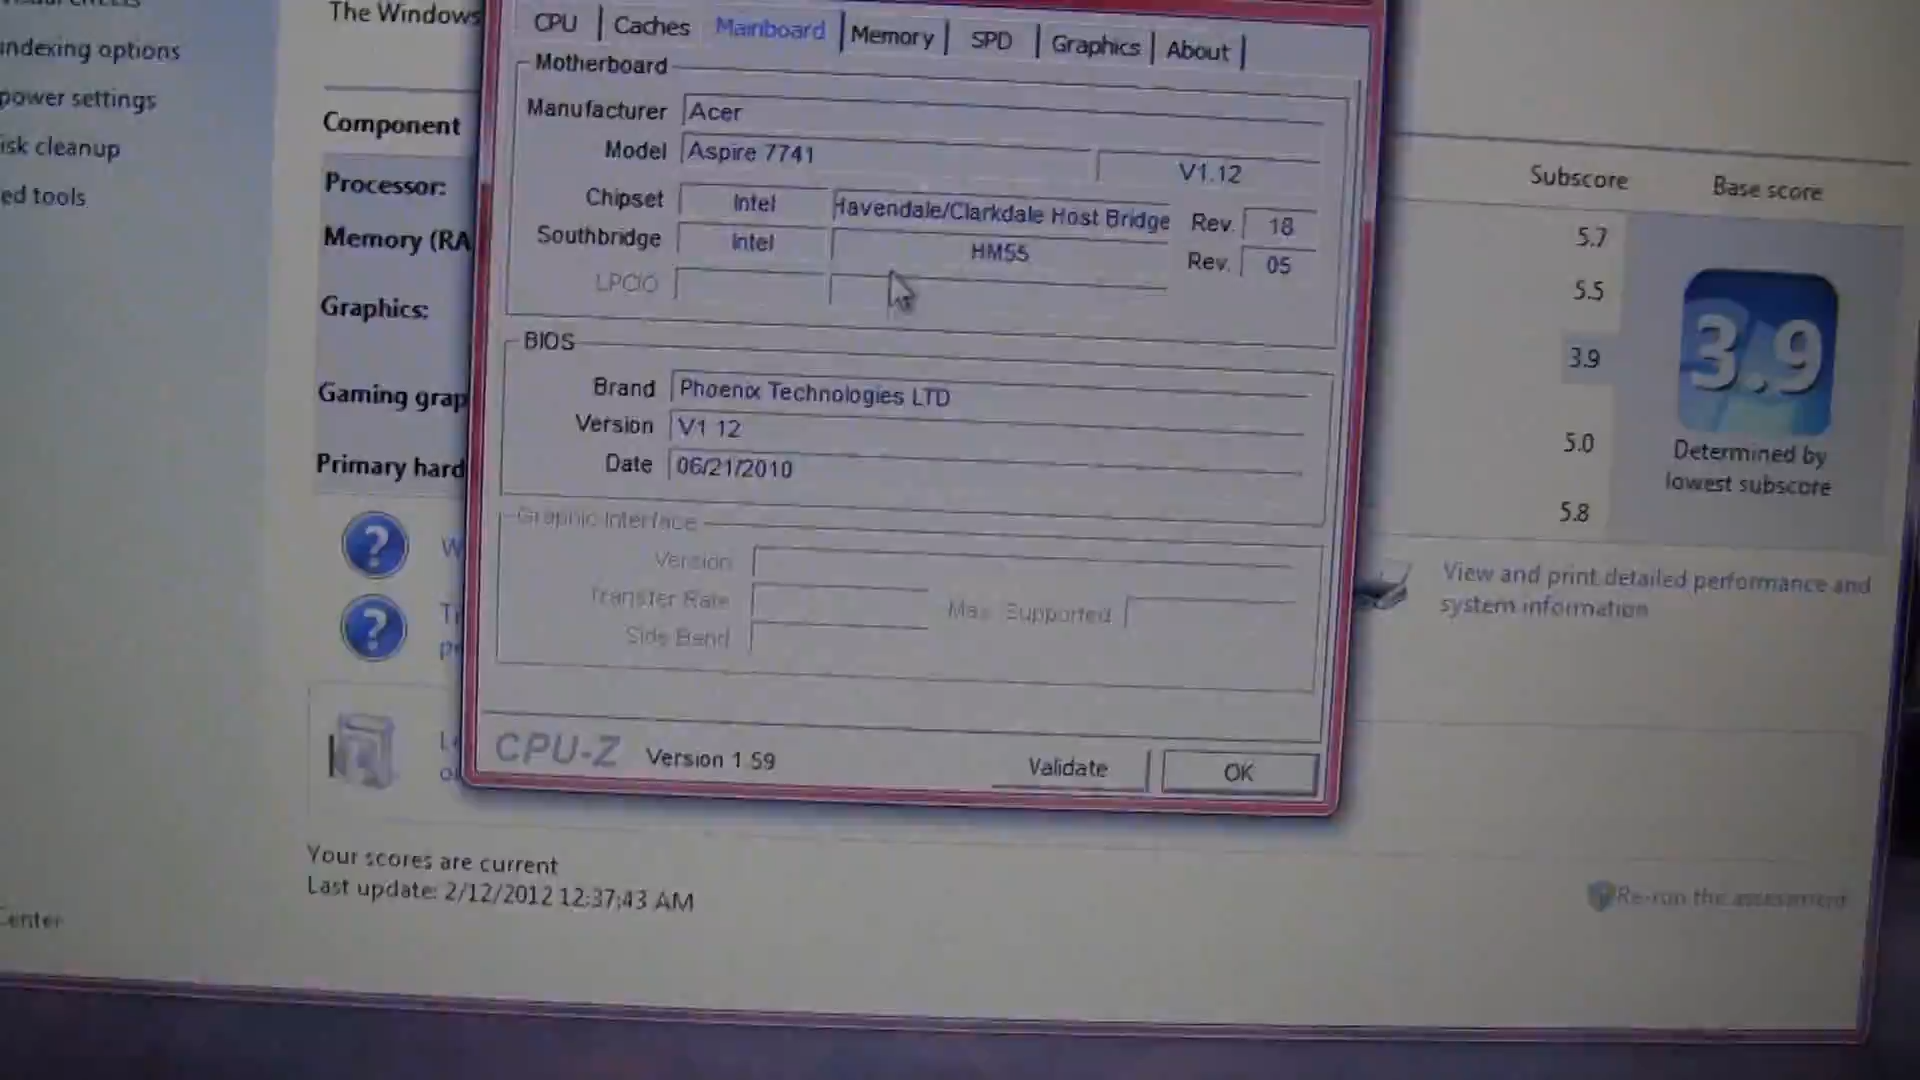 The Windows
indexing options
power settings
isk cleanup
ed tools
Center
CPU Caches Mainboard Memory SPD Graphics About
Motherboard
Manufacturer Acer
Model Aspire 7741 V1.12
Chipset Intel Havendale/Clarkdale Host Bridge Rev. 18
Southbridge Intel HM55 Rev. 05
LPCIO
BIOS
Brand Phoenix Technologies LTD
Version V1.12
Date 06/21/2010
Graphic Interface
Version
Transfer Rate Max. Supported
Side Band
CPU-Z Version 1.59 Validate OK
Component Subscore Base score
Processor: 5.7
Memory (RA 5.5
Graphics: 3.9
Gaming grap 5.0
Primary hard 5.8
3.9
Determined by
lowest subscore
View and print detailed performance and
system information
Your scores are current
Last update: 2/12/2012 12:37:43 AM
Re-run the assessment